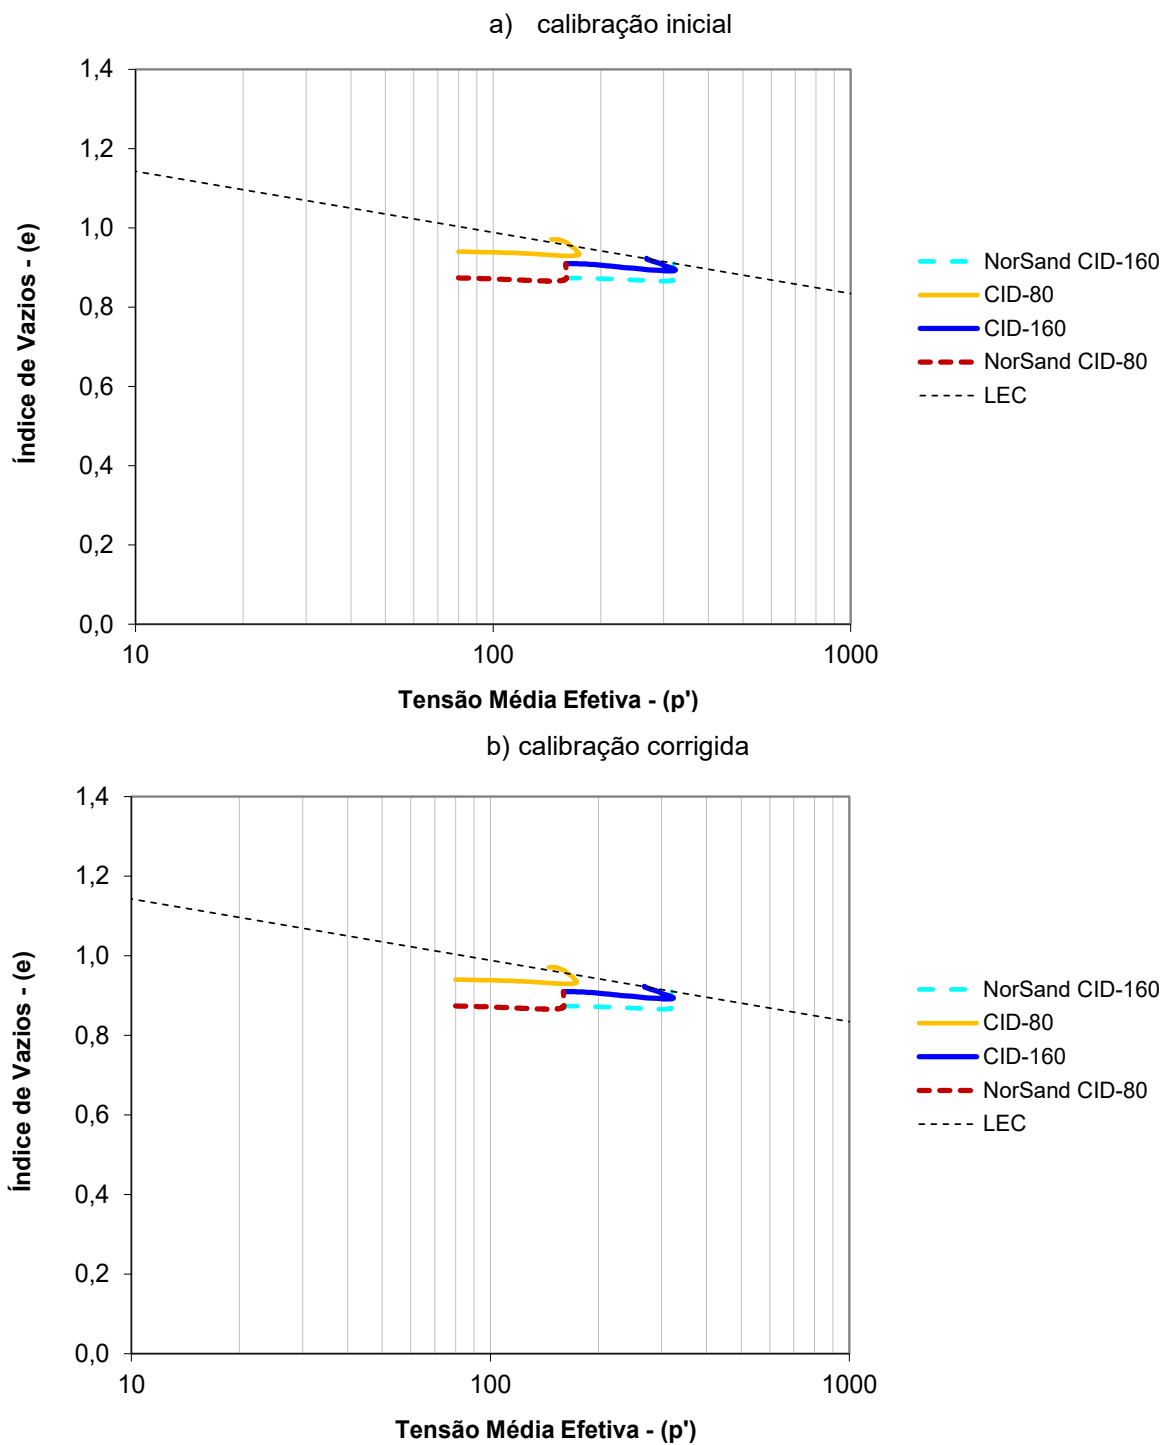 a) calibração inicial
1,4
1,2
1,0
0,8
0,6
0,4
0,2
0,0
Índice de Vazios - (e)
10
100
1000
Tensão Média Efetiva - (p')
NorSand CID-160
CID-80
CID-160
NorSand CID-80
LEC
b) calibração corrigida
1,4
1,2
1,0
0,8
0,6
0,4
0,2
0,0
Índice de Vazios - (e)
10
100
1000
Tensão Média Efetiva - (p')
NorSand CID-160
CID-80
CID-160
NorSand CID-80
LEC